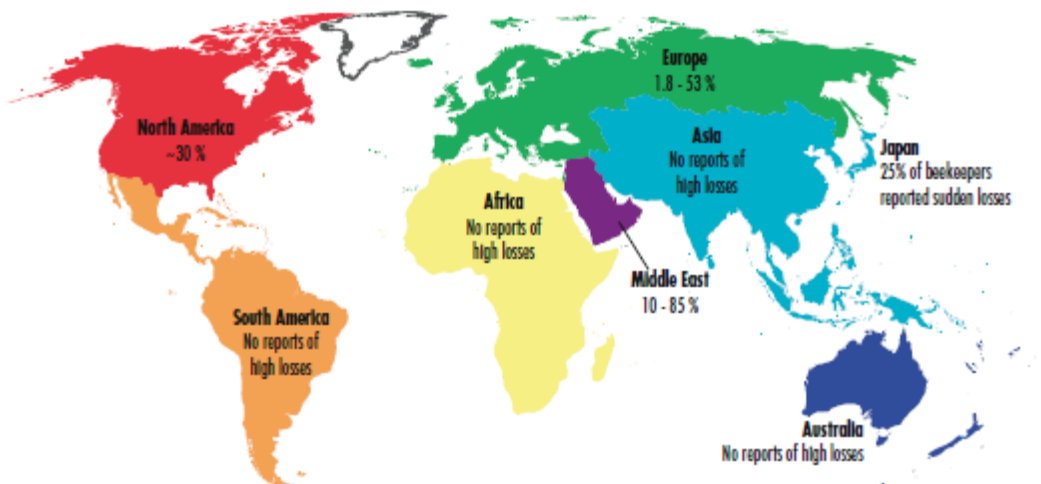 North America
~30 %
Europe
1.8 - 53 %
Asia
No reports of
high losses
Japan
25% of beekeepers
reported sudden losses
Africa
No reports of
high losses
Middle East
10 - 85 %
South America
No reports of
high losses
Australia
No reports of high losses